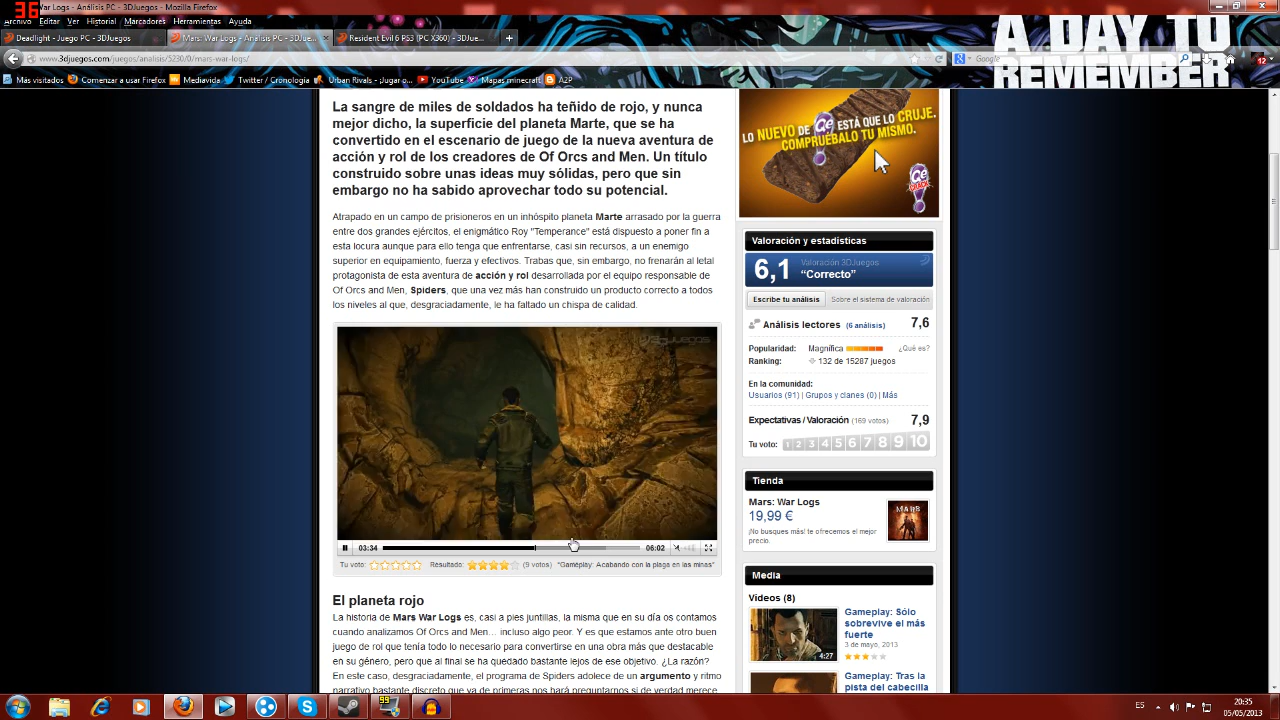 36
War Logs - Análisis PC - 3DJuegos - Mozilla Firefox
Archivo Editar Ver Historial Marcadores Herramientas Ayuda
Deadlight - Juego PC - 3DJuegos
Mars: War Logs - Análisis PC - 3DJue...
Resident Evil 6 PS3 (PC X360) - 3DJue...
www.3djuegos.com/juegos/analisis/5230/0/mars-war-logs/
Google
12
Más visitados Comenzar a usar Firefox Mediavida Twitter / Cronología Urban Rivals - ¡Jugar o... YouTube Mapas minecraft A2P
A DAY TO
REMEMBER
La sangre de miles de soldados ha teñido de rojo, y nunca
mejor dicho, la superficie del planeta Marte, que se ha
convertido en el escenario de juego de la nueva aventura de
acción y rol de los creadores de Of Orcs and Men. Un título
construido sobre unas ideas muy sólidas, pero que sin
embargo no ha sabido aprovechar todo su potencial.
Atrapado en un campo de prisioneros en un inhóspito planeta Marte arrasado por la guerra
entre dos grandes ejércitos, el enigmático Roy "Temperance" está dispuesto a poner fin a
esta locura aunque para ello tenga que enfrentarse, casi sin recursos, a un enemigo
superior en equipamiento, fuerza y efectivos. Trabas que, sin embargo, no frenarán al letal
protagonista de esta aventura de acción y rol desarrollada por el equipo responsable de
Of Orcs and Men, Spiders, que una vez más han construido un producto correcto a todos
los niveles al que, desgraciadamente, le ha faltado un chispa de calidad.
3DJUEGOS
03:34
06:02
Tu voto:
Resultado:
(9 votos)
"Gameplay: Acabando con la plaga en las minas"
El planeta rojo
La historia de Mars War Logs es, casi a pies juntillas, la misma que en su día os contamos
cuando analizamos Of Orcs and Men... incluso algo peor. Y es que estamos ante otro buen
juego de rol que tenía todo lo necesario para convertirse en una obra más que destacable
en su género, pero que al final se ha quedado bastante lejos de ese objetivo. ¿La razón?
En este caso, desgraciadamente, el programa de Spiders adolece de un argumento y ritmo
narrativo bastante discreto que ya de primeras nos hará preguntarnos si de verdad merece
LO NUEVO DE Qé ESTÁ QUE LO CRUJE.
COMPRUÉBALO TU MISMO.
Valoración y estadísticas
6,1
Valoración 3DJuegos
"Correcto"
Escribe tu análisis
Sobre el sistema de valoración
Análisis lectores (6 análisis) 7,6
Popularidad: Magnífica ¿Qué es?
Ranking: 132 de 15287 juegos
En la comunidad:
Usuarios (91) | Grupos y clanes (0) | Más
Expectativas / Valoración (169 votos) 7,9
Tu voto: 1 2 3 4 5 6 7 8 9 10
Tienda
Mars: War Logs
19,99 €
¡No busques más! te ofrecemos el mejor
precio.
MARS
Media
Vídeos (8)
Gameplay: Sólo
sobrevive el más
fuerte
3 de mayo, 2013
4:27
Gameplay: Tras la
pista del cabecilla
99
ES
20:35
05/05/2013